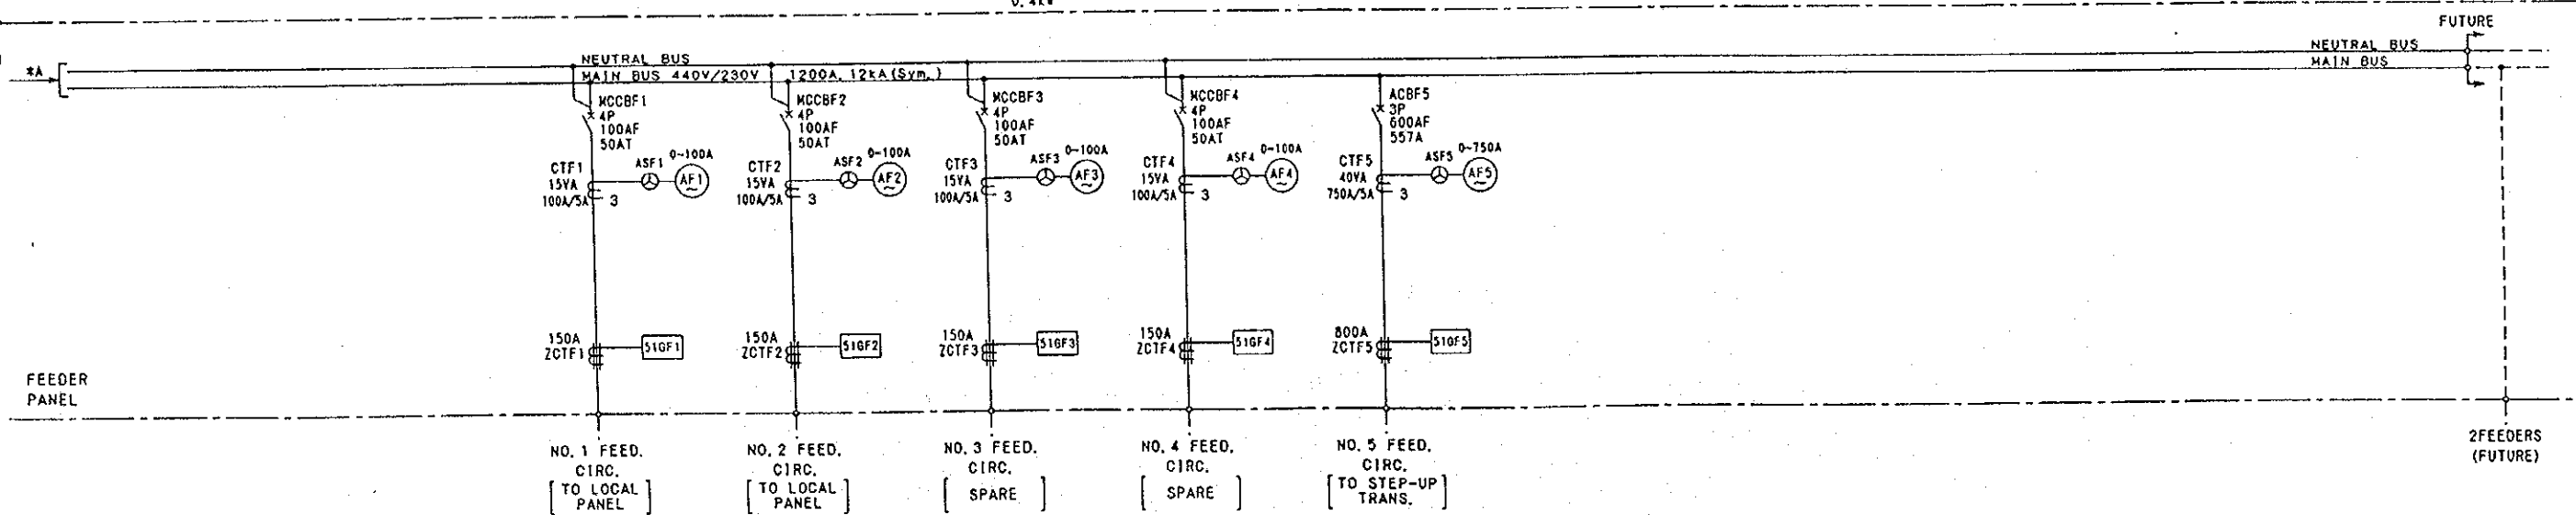 0.4kW
FUTURE
*A
NEUTRAL BUS
MAIN BUS 440V/230V 1200A. 12kA(Sym.)
NEUTRAL BUS
MAIN BUS
MCCBF1
4P
100AF
50AT
MCCBF2
4P
100AF
50AT
MCCBF3
4P
100AF
50AT
MCCBF4
4P
100AF
50AT
ACBF5
3P
600AF
557A
CTF1
15VA
100A/5A
3
ASF1
0~100A
AF1
CTF2
15VA
100A/5A
3
ASF2
0~100A
AF2
CTF3
15VA
100A/5A
3
ASF3
0~100A
AF3
CTF4
15VA
100A/5A
3
ASF4
0~100A
AF4
CTF5
40VA
750A/5A
3
ASF5
0~750A
AF5
150A
ZCTF1
51GF1
150A
ZCTF2
51GF2
150A
ZCTF3
51GF3
150A
ZCTF4
51GF4
800A
ZCTF5
51GF5
FEEDER
PANEL
NO. 1 FEED.
CIRC.
[TO LOCAL
PANEL]
NO. 2 FEED.
CIRC.
[TO LOCAL
PANEL]
NO. 3 FEED.
CIRC.
[SPARE]
NO. 4 FEED.
CIRC.
[SPARE]
NO. 5 FEED.
CIRC.
[TO STEP-UP
TRANS.]
2FEEDERS
(FUTURE)